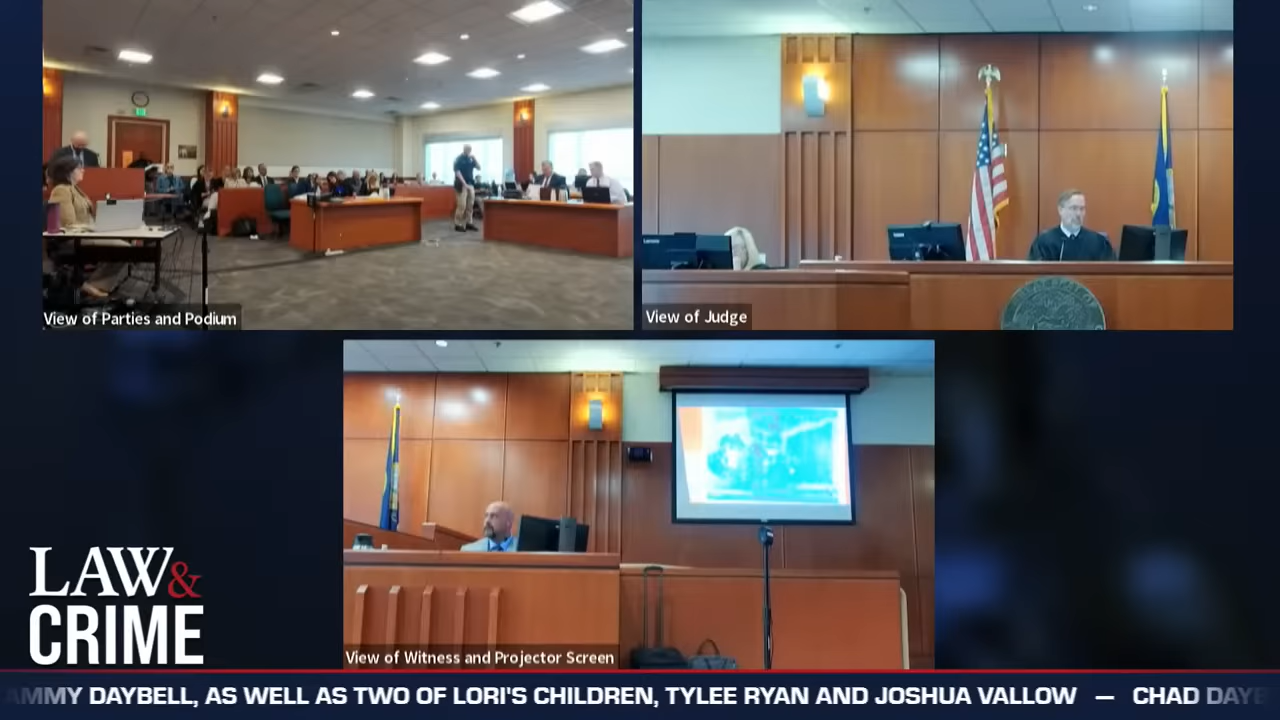 View of Parties and Podium
View of Judge
Lenovo
View of Witness and Projector Screen
LAW&
CRIME
AMMY DAYBELL, AS WELL AS TWO OF LORI'S CHILDREN, TYLEE RYAN AND JOSHUA VALLOW — CHAD DAYB